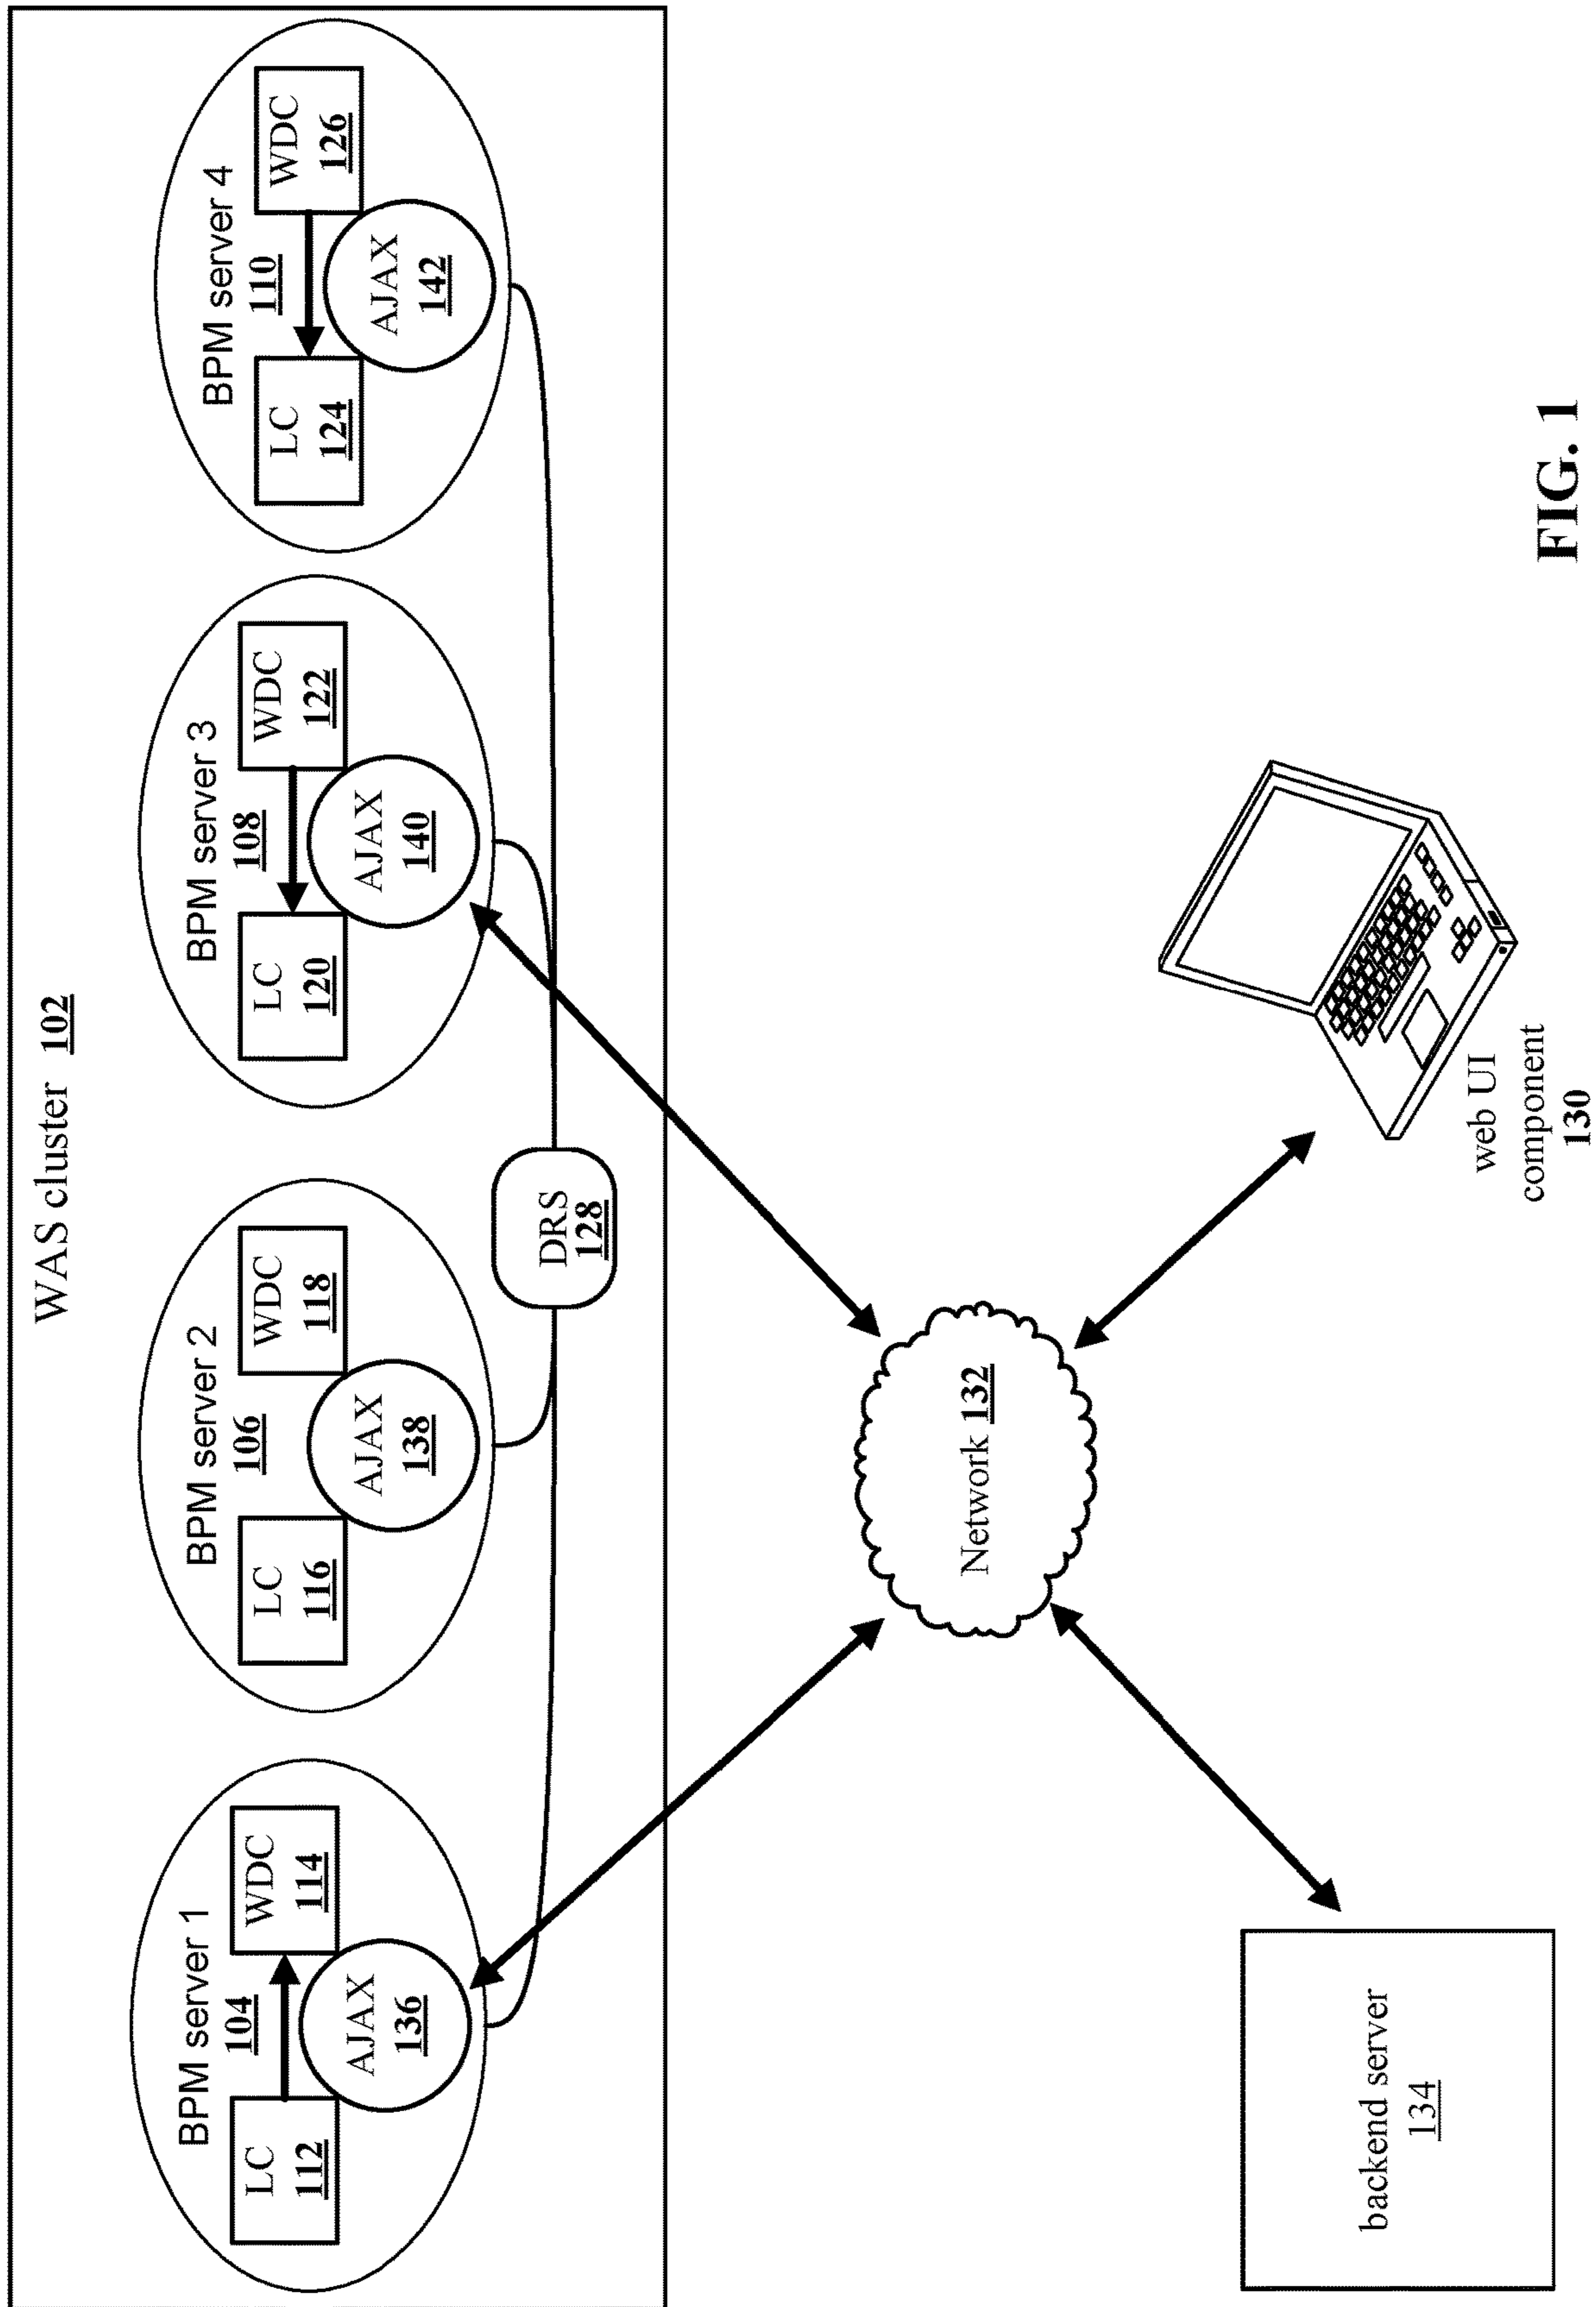 WAS cluster 102
BPM server 1
104
LC
112
WDC
114
AJAX
136
BPM server 2
106
LC
116
WDC
118
AJAX
138
BPM server 3
108
LC
120
WDC
122
AJAX
140
BPM server 4
110
LC
124
WDC
126
AJAX
142
DRS
128
Network 132
backend server
134
web UI
component
130
FIG. 1